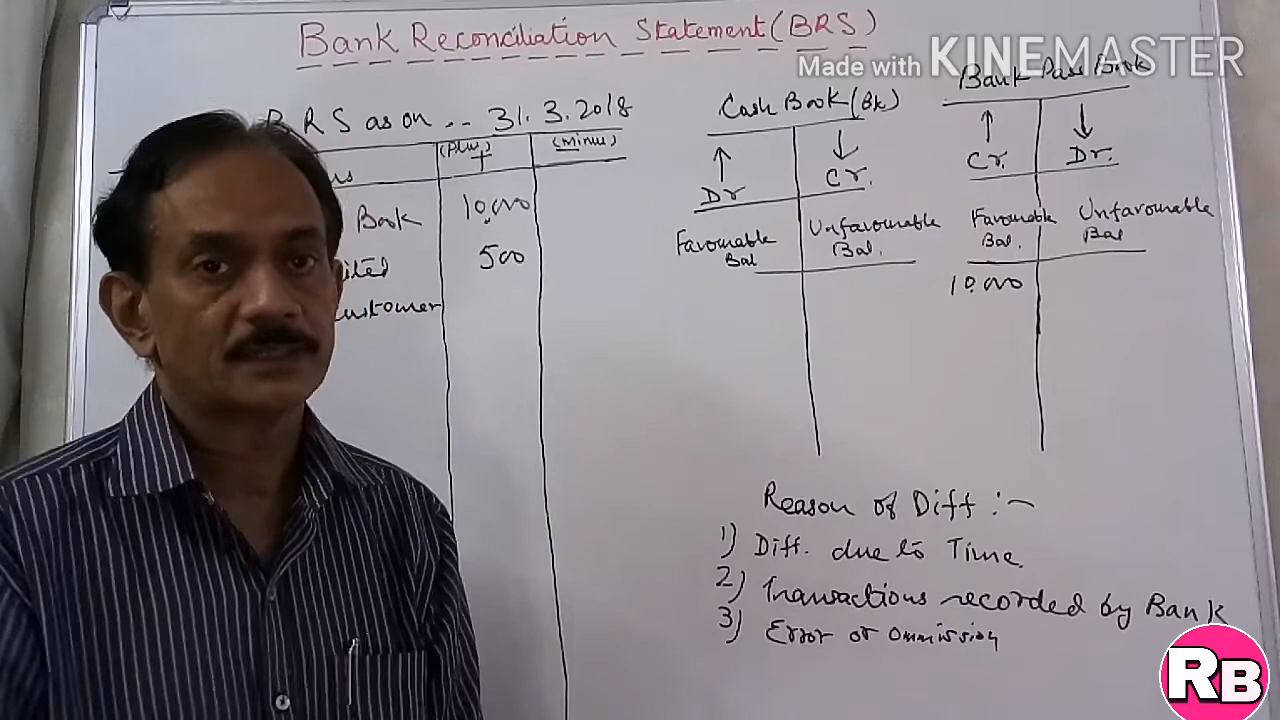 Bank Reconciliation Statement (BRS)
Made with KINEMASTER
BRS as on .. 31.3.2018
(plus) + (minus)
Book 10,000
500
Customer
Cash Book (Bk)
Dr Cr.
Favourable Bal
Unfavourable Bal.
Bank Pass Book
Cr. Dr.
Favourable Bal.
Unfavourable Bal
10,000
Reason of Diff :-
1) Diff. due to Time.
2) Transactions recorded by Bank
3) Error or Ommission
RB